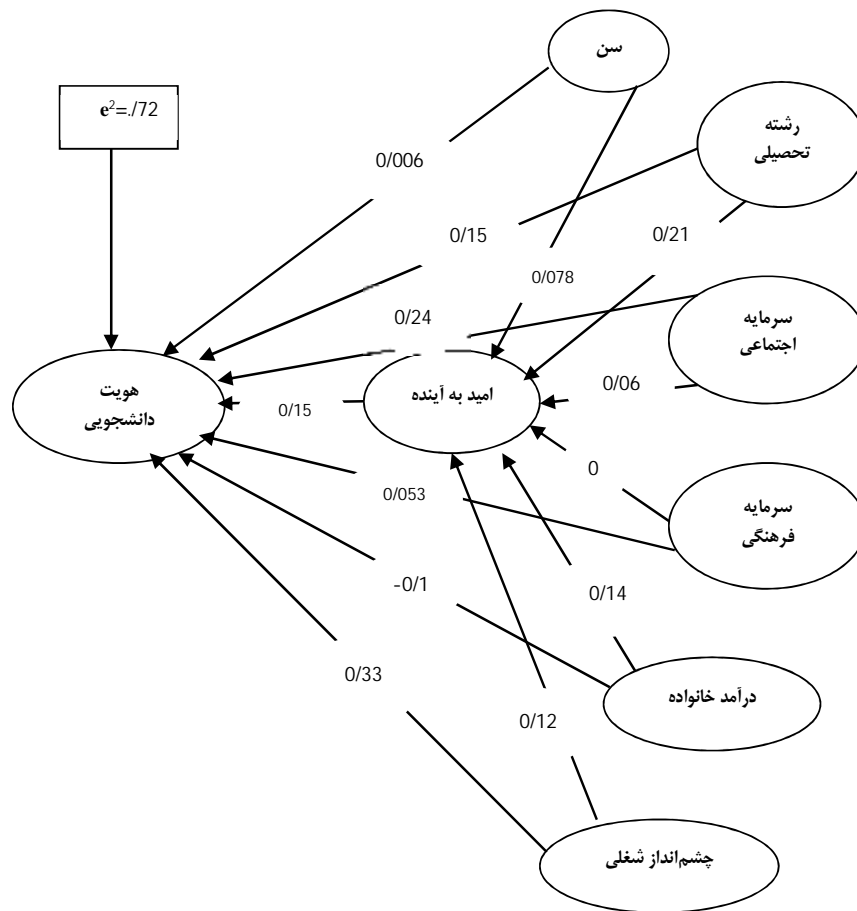 سن
e²=./72
رشته
تحصیلی
0/006
0/15
0/21
0/078
0/24
سرمایه
اجتماعی
0/06
هویت
دانشجویی
0/15
امید به آینده
0
0/053
سرمایه
فرهنگی
-0/1
0/14
0/33
درآمد خانواده
0/12
چشم‌انداز شغلی